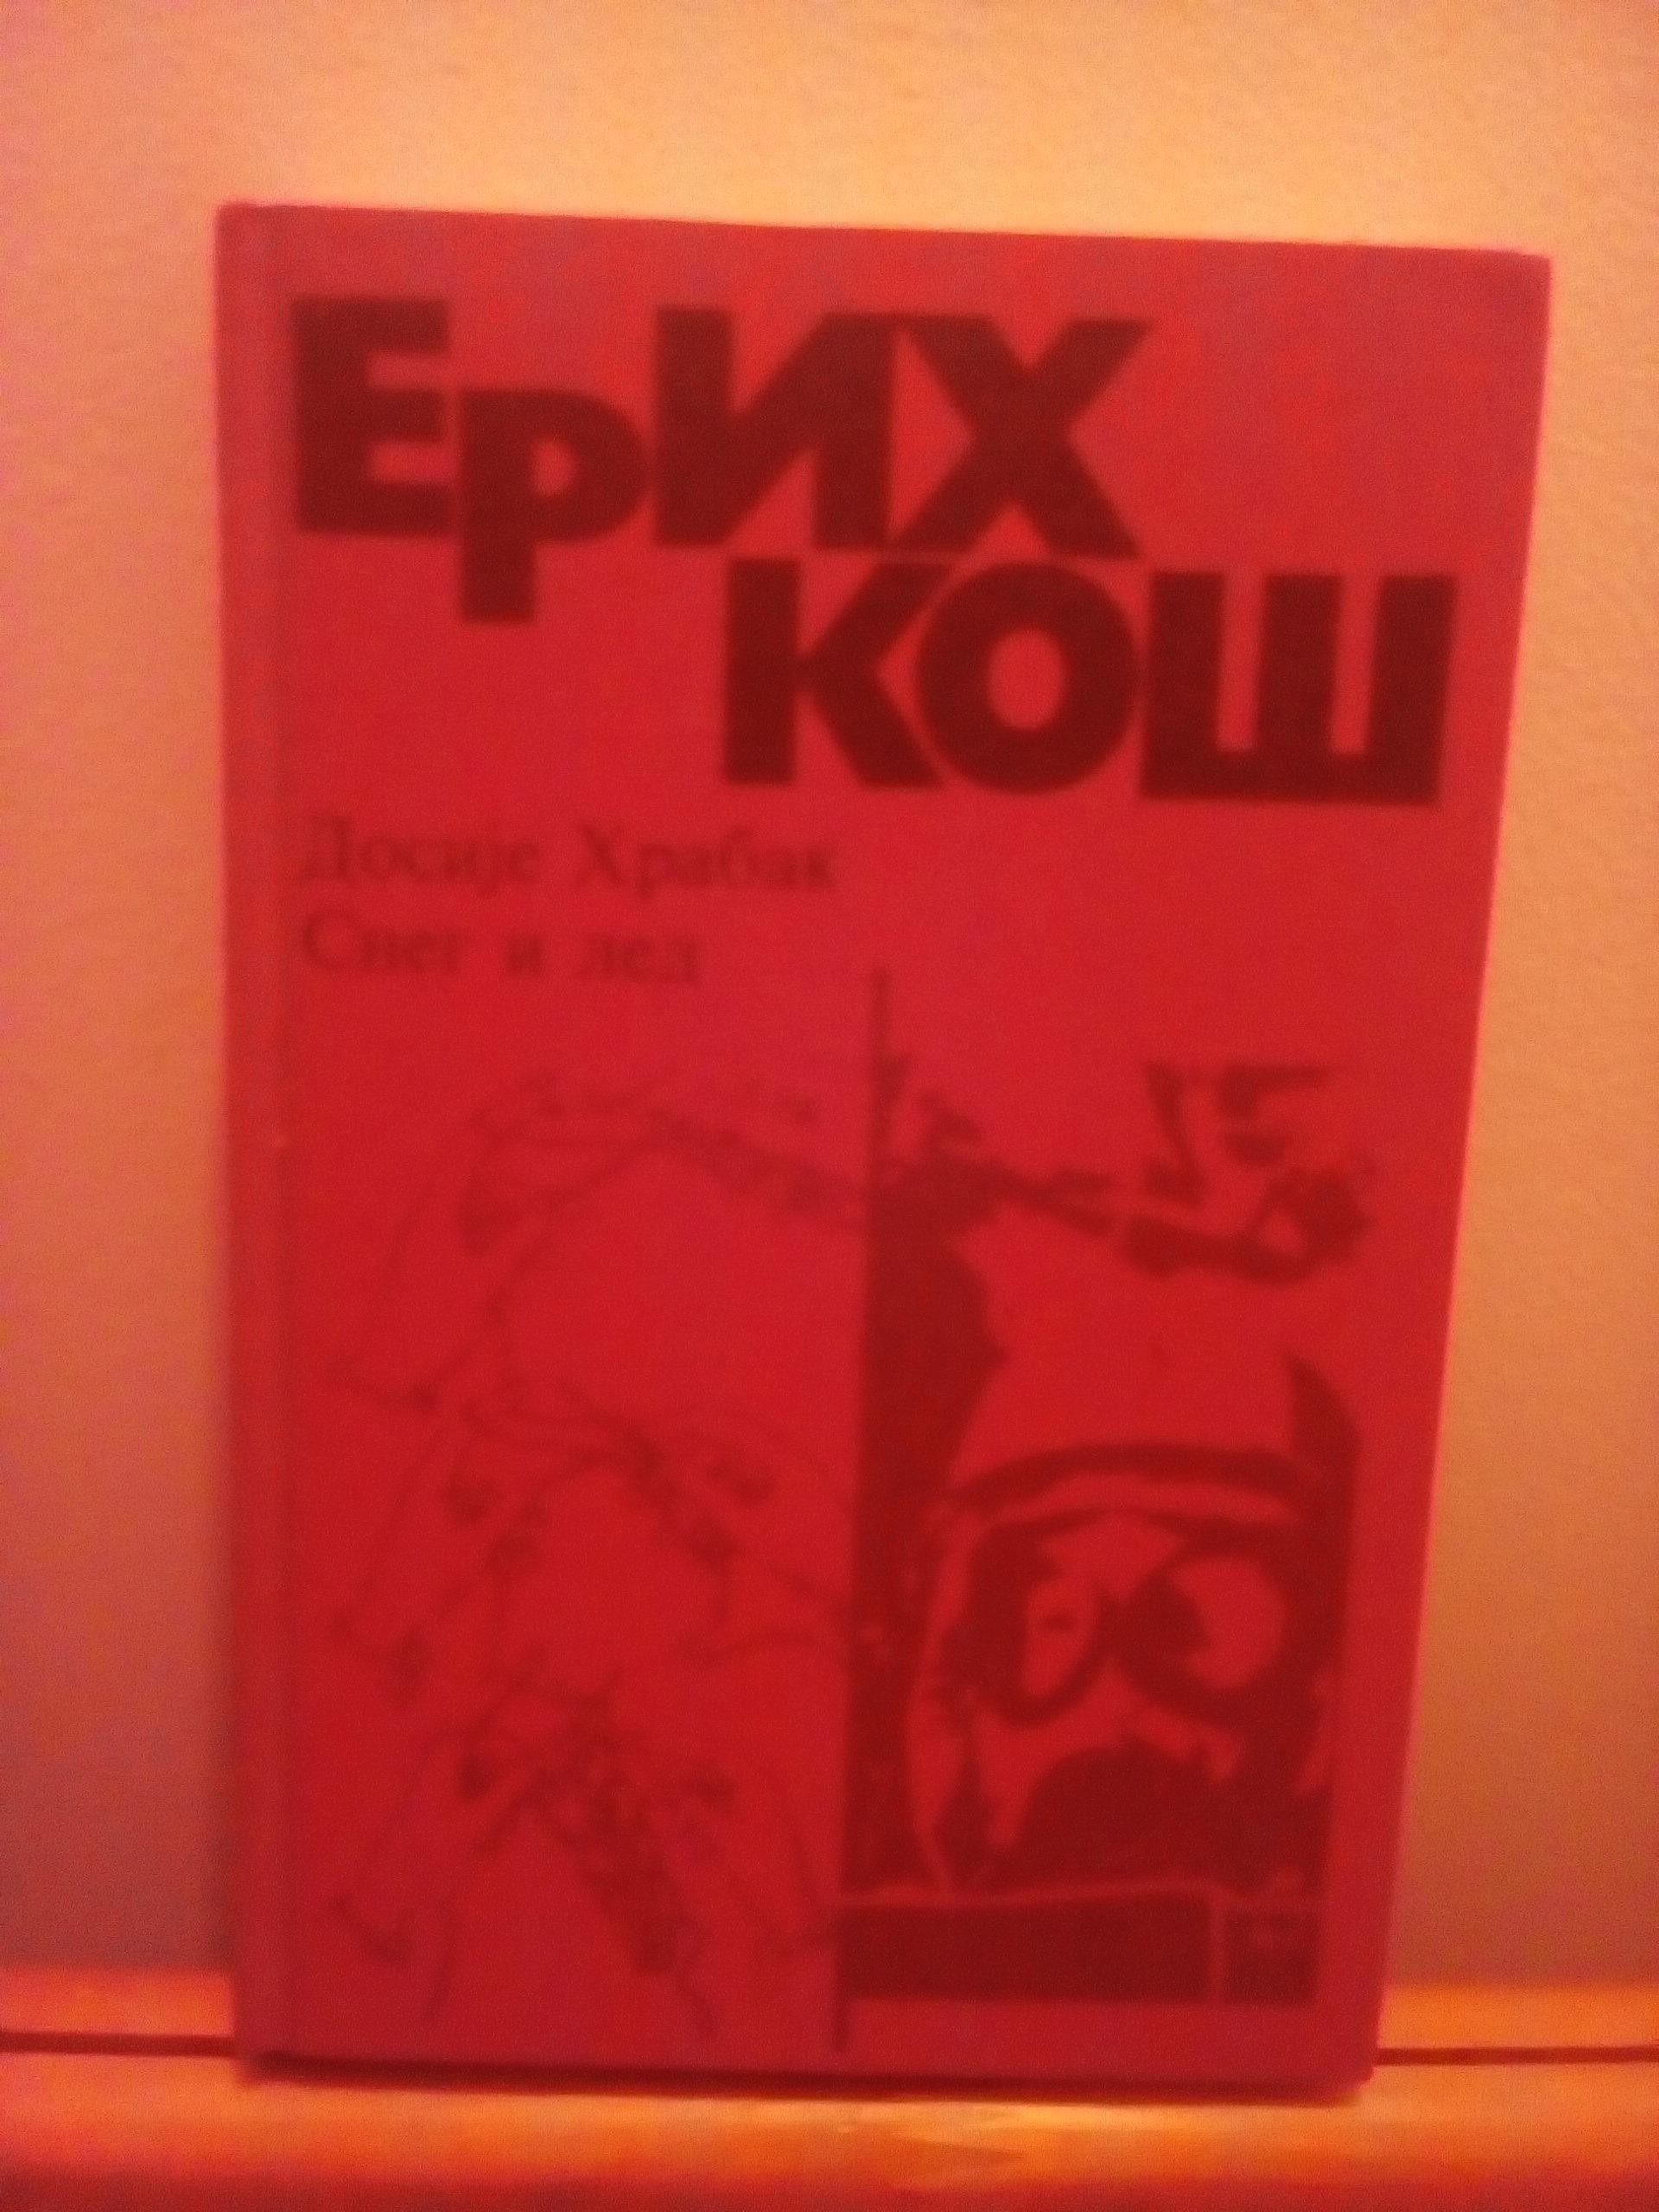 Ерих
Кош
Досије Храбак
Снег и лед